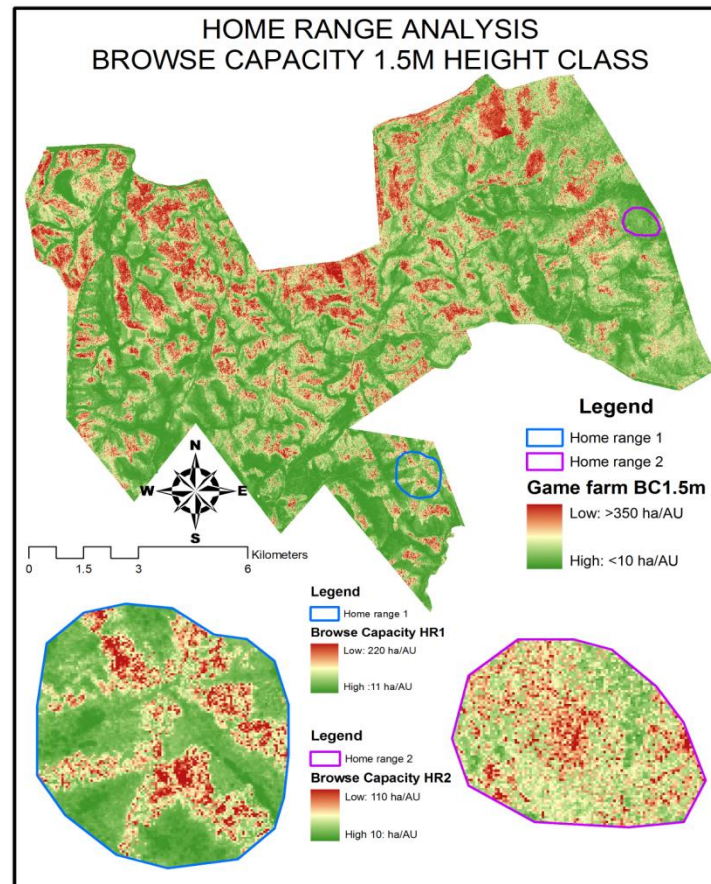 HOME RANGE ANALYSIS
BROWSE CAPACITY 1.5M HEIGHT CLASS
Legend
Home range 1
Home range 2
Game farm BC1.5m
Low: >350 ha/AU
High: <10 ha/AU
N
W E
S
Kilometers
0 1.5 3 6
Legend
Home range 1
Browse Capacity HR1
Low: 220 ha/AU
High :11 ha/AU
Legend
Home range 2
Browse Capacity HR2
Low: 110 ha/AU
High 10: ha/AU